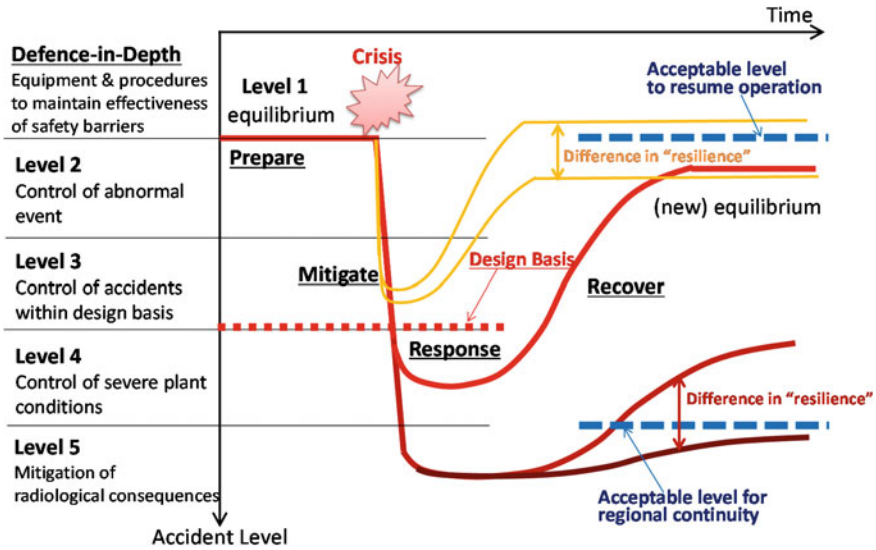 Time
Defence-in-Depth
Equipment & procedures
to maintain effectiveness
of safety barriers
Level 1
equilibrium
Crisis
Acceptable level
to resume operation
Prepare
Difference in "resilience"
Level 2
Control of abnormal
event
(new) equilibrium
Level 3
Control of accidents
within design basis
Mitigate
Design Basis
Recover
Response
Level 4
Control of severe plant
conditions
Difference in "resilience"
Level 5
Mitigation of
radiological consequences
Acceptable level for
regional continuity
Accident Level